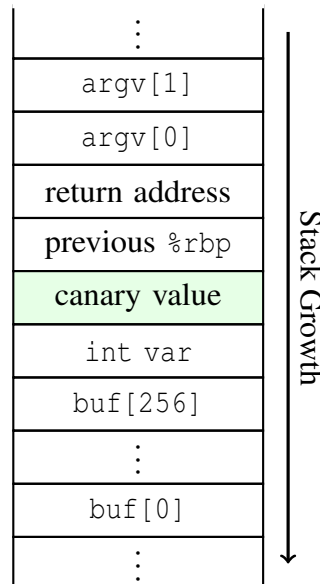 ⋮
argv[1]
argv[0]
return address
previous %rbp
canary value
int var
buf[256]
⋮
buf[0]
⋮
Stack Growth